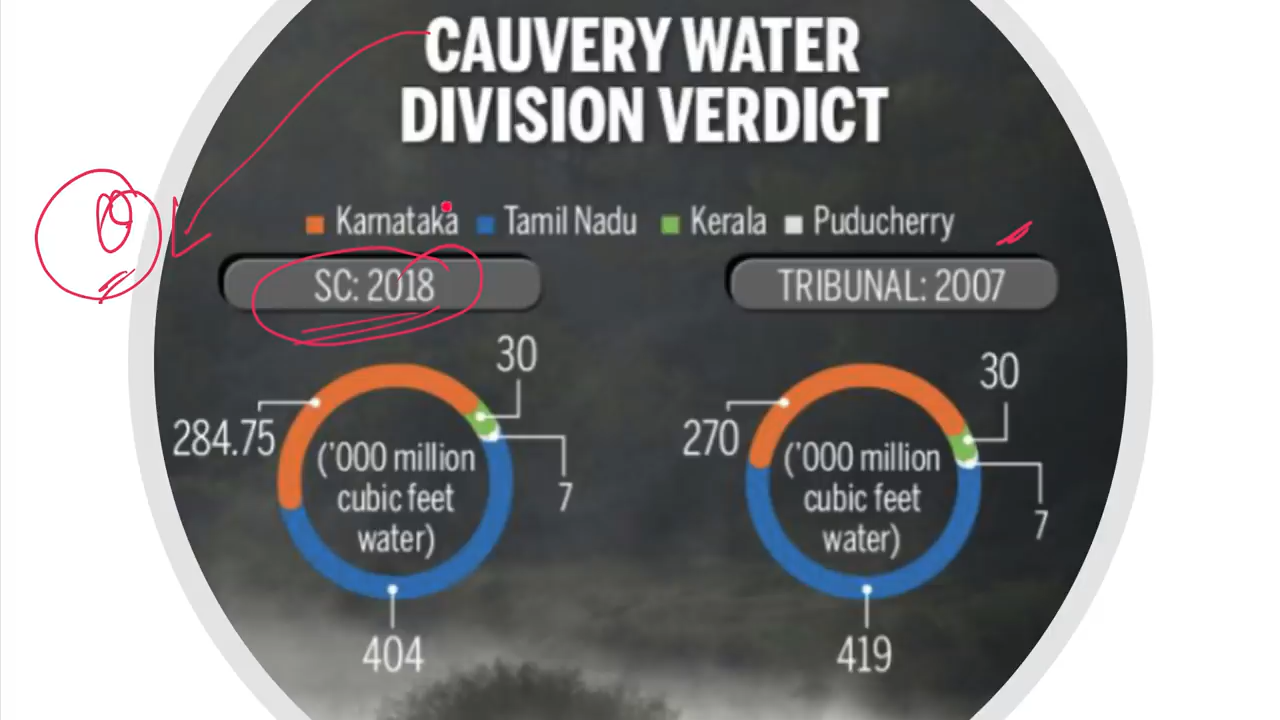 CAUVERY WATER
DIVISION VERDICT
Karnataka Tamil Nadu Kerala Puducherry
SC: 2018
TRIBUNAL: 2007
30
284.75
('000 million
cubic feet
water)
7
404
30
270
('000 million
cubic feet
water)
7
419